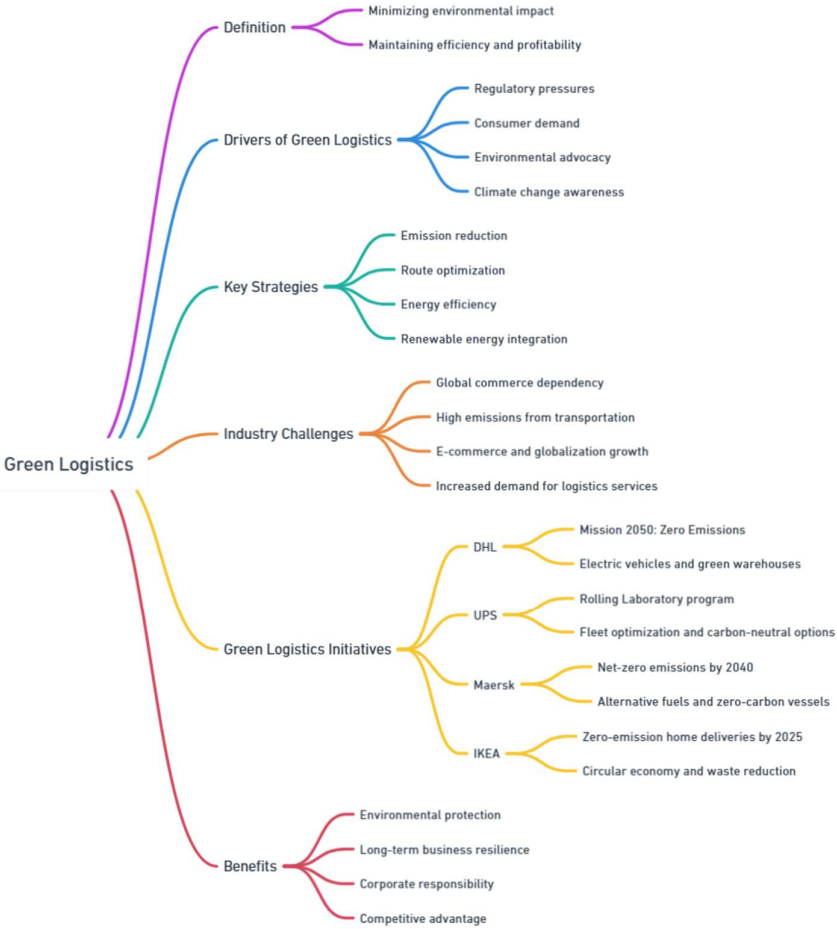 Green Logistics
Definition
Minimizing environmental impact
Maintaining efficiency and profitability
Drivers of Green Logistics
Regulatory pressures
Consumer demand
Environmental advocacy
Climate change awareness
Key Strategies
Emission reduction
Route optimization
Energy efficiency
Renewable energy integration
Industry Challenges
Global commerce dependency
High emissions from transportation
E-commerce and globalization growth
Increased demand for logistics services
Green Logistics Initiatives
DHL
Mission 2050: Zero Emissions
Electric vehicles and green warehouses
UPS
Rolling Laboratory program
Fleet optimization and carbon-neutral options
Maersk
Net-zero emissions by 2040
Alternative fuels and zero-carbon vessels
IKEA
Zero-emission home deliveries by 2025
Circular economy and waste reduction
Benefits
Environmental protection
Long-term business resilience
Corporate responsibility
Competitive advantage